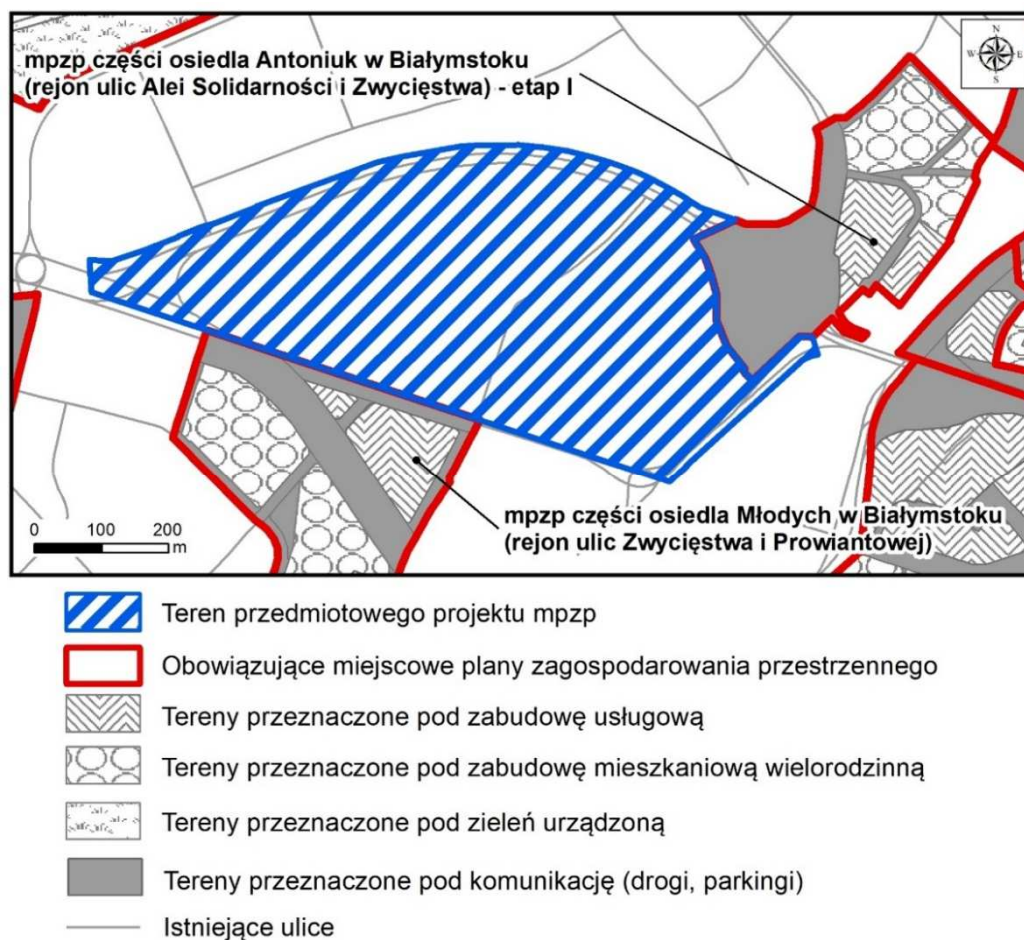 mpzp części osiedla Antoniuk w Białymstoku
(rejon ulic Alei Solidarności i Zwycięstwa) - etap I
N
W E
S
mpzp części osiedla Młodych w Białymstoku
(rejon ulic Zwycięstwa i Prowiantowej)
0 100 200
m
Teren przedmiotowego projektu mpzp
Obowiązujące miejscowe plany zagospodarowania przestrzennego
Tereny przeznaczone pod zabudowę usługową
Tereny przeznaczone pod zabudowę mieszkaniową wielorodzinną
Tereny przeznaczone pod zieleń urządzoną
Tereny przeznaczone pod komunikację (drogi, parkingi)
Istniejące ulice